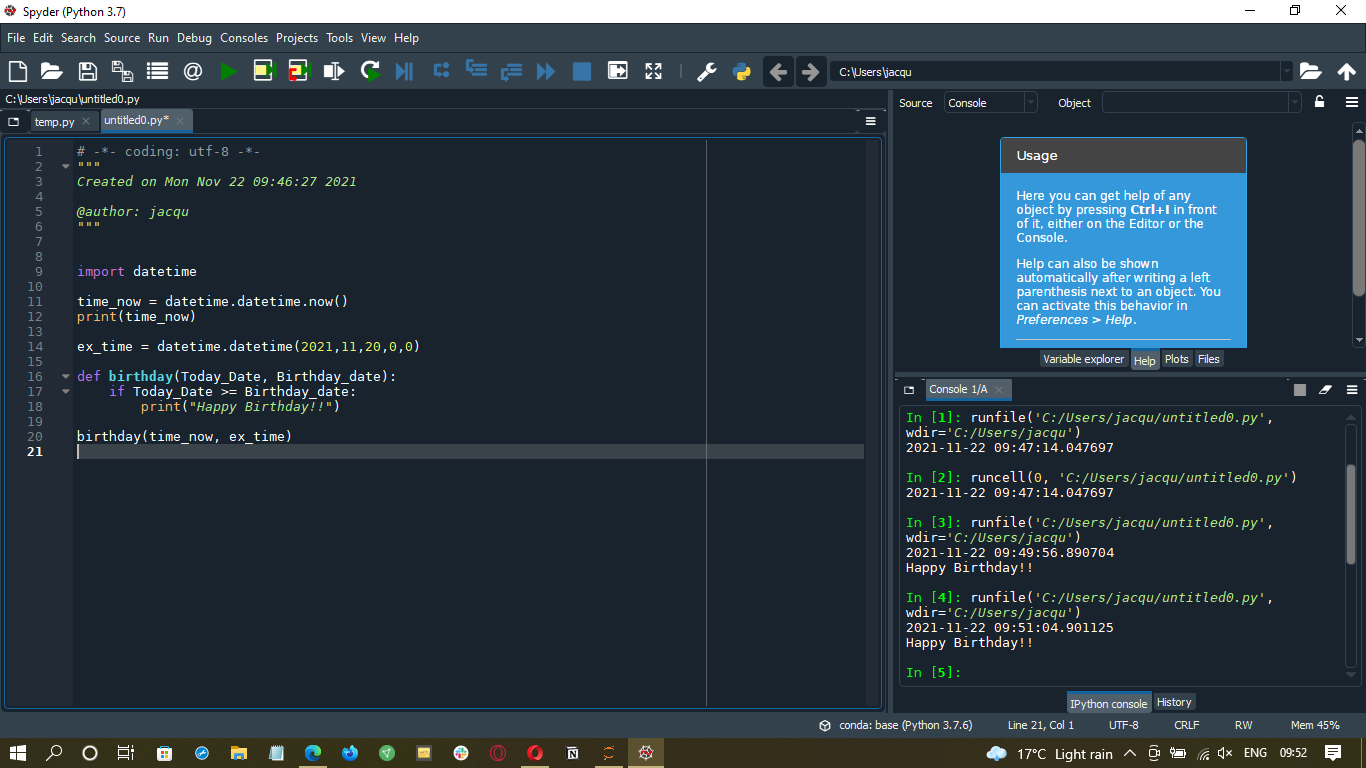 Spyder (Python 3.7)
File Edit Search Source Run Debug Consoles Projects Tools View Help
C:\Users\jacqu
C:\Users\jacqu\untitled0.py
temp.py
untitled0.py*
1 # -*- coding: utf-8 -*-
2 """
3 Created on Mon Nov 22 09:46:27 2021
4
5 @author: jacqu
6 """
7
8
9 import datetime
10
11 time_now = datetime.datetime.now()
12 print(time_now)
13
14 ex_time = datetime.datetime(2021,11,20,0,0)
15
16 def birthday(Today_Date, Birthday_date):
17     if Today_Date >= Birthday_date:
18         print("Happy Birthday!!")
19
20 birthday(time_now, ex_time)
21
Source Console Object
Usage
Here you can get help of any
object by pressing Ctrl+I in front
of it, either on the Editor or the
Console.
Help can also be shown
automatically after writing a left
parenthesis next to an object. You
can activate this behavior in
Preferences > Help.
Variable explorer Help Plots Files
Console 1/A
In [1]: runfile('C:/Users/jacqu/untitled0.py',
wdir='C:/Users/jacqu')
2021-11-22 09:47:14.047697
In [2]: runcell(0, 'C:/Users/jacqu/untitled0.py')
2021-11-22 09:47:14.047697
In [3]: runfile('C:/Users/jacqu/untitled0.py',
wdir='C:/Users/jacqu')
2021-11-22 09:49:56.890704
Happy Birthday!!
In [4]: runfile('C:/Users/jacqu/untitled0.py',
wdir='C:/Users/jacqu')
2021-11-22 09:51:04.901125
Happy Birthday!!
In [5]:
IPython console History
conda: base (Python 3.7.6) Line 21, Col 1 UTF-8 CRLF RW Mem 45%
17°C Light rain ENG 09:52